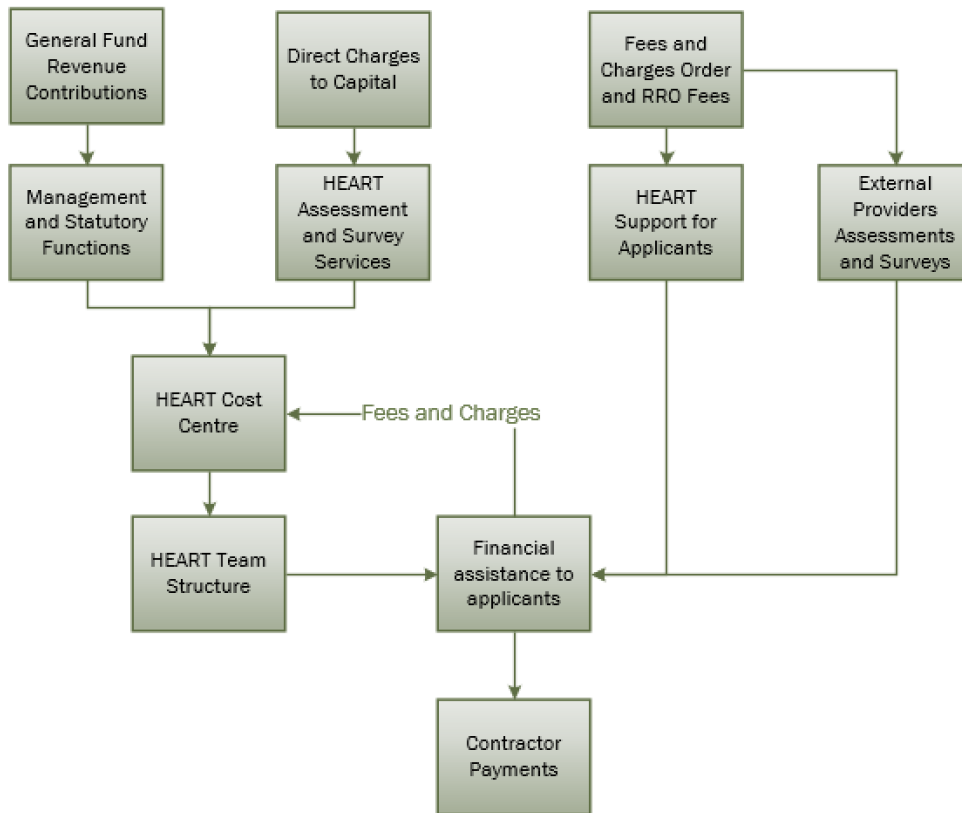 General Fund
Revenue
Contributions
Direct Charges
to Capital
Fees and
Charges Order
and RRO Fees
Management
and Statutory
Functions
HEART
Assessment
and Survey
Services
HEART
Support for
Applicants
External
Providers
Assessments
and Surveys
HEART Cost
Centre
Fees and Charges
HEART Team
Structure
Financial
assistance to
applicants
Contractor
Payments